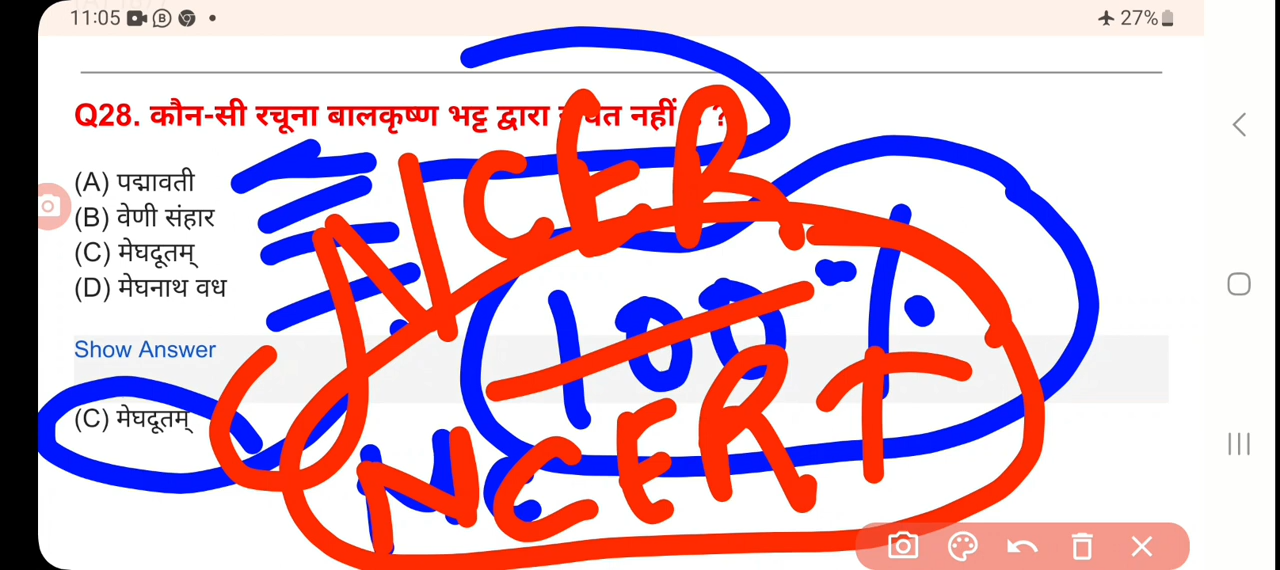 11:05
27%
Q28. कौन-सी रचना बालकृष्ण भट्ट द्वारा नहीं ?
(A) पद्मावती
(B) वेणी संहार
(C) मेघदूतम्
(D) मेघनाथ वध
NCER
100%
Show Answer
(C) मेघदूतम्
NCERT